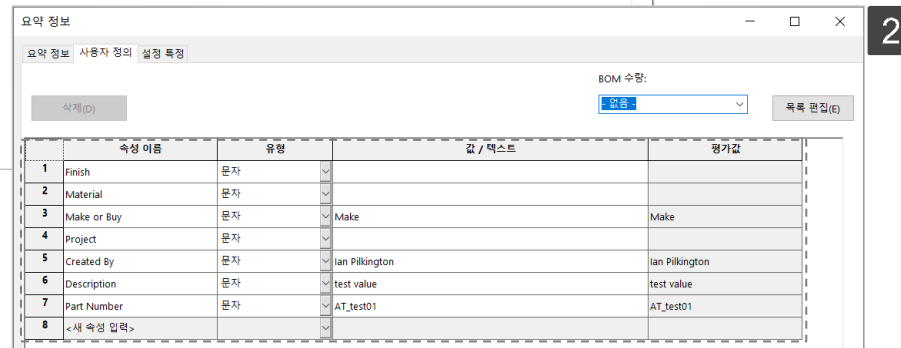 요약 정보
2
요약 정보 사용자 정의 설정 특정
BOM 수량:
삭제(D) - 없음 - 목록 편집(E)
속성 이름 유형 값 / 텍스트 평가값
1 Finish 문자
2 Material 문자
3 Make or Buy 문자 Make Make
4 Project 문자
5 Created By 문자 Ian Pilkington Ian Pilkington
6 Description 문자 test value test value
7 Part Number 문자 AT_test01 AT_test01
8 <새 속성 입력>